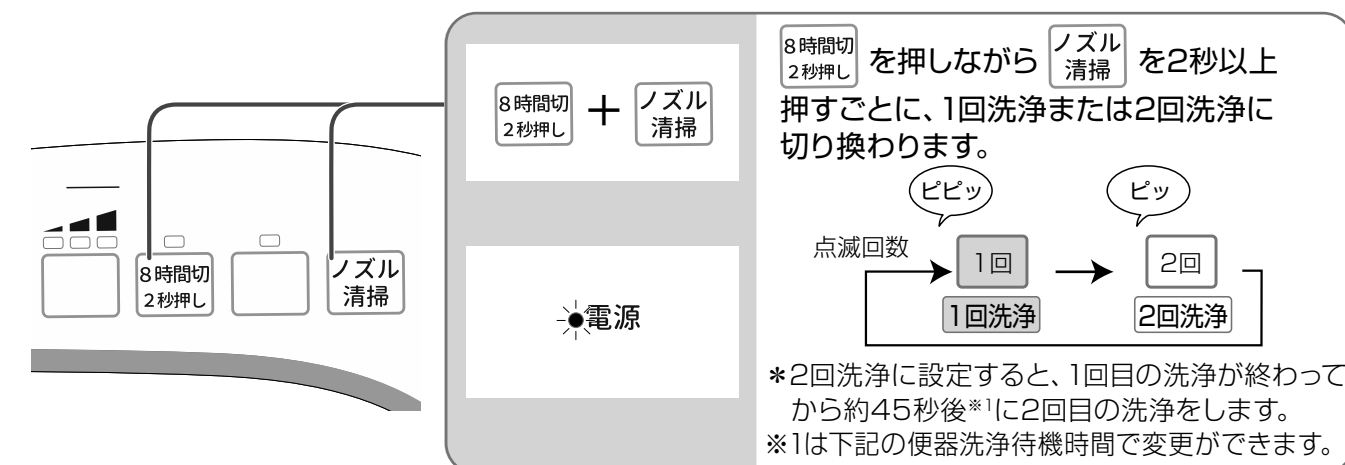 8時間切
2秒押し
ノズル
清掃
8時間切
2秒押し
＋
ノズル
清掃
電源
8時間切 2秒押し を押しながら ノズル 清掃 を2秒以上
押すごとに、1回洗浄または2回洗浄に
切り換わります。
ピピッ
ピッ
点滅回数
1回
2回
1回洗浄
2回洗浄
＊2回洗浄に設定すると、1回目の洗浄が終わって
から約45秒後※1に2回目の洗浄をします。
※1は下記の便器洗浄待機時間で変更ができます。